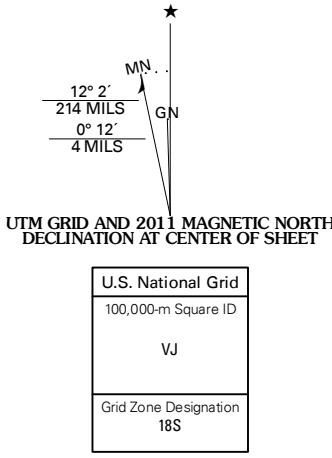 ★
MN
12° 2´
214 MILS
GN
0° 12´
4 MILS
UTM GRID AND 2011 MAGNETIC NORTH
DECLINATION AT CENTER OF SHEET
U.S. National Grid
100,000-m Square ID
VJ
Grid Zone Designation
18S